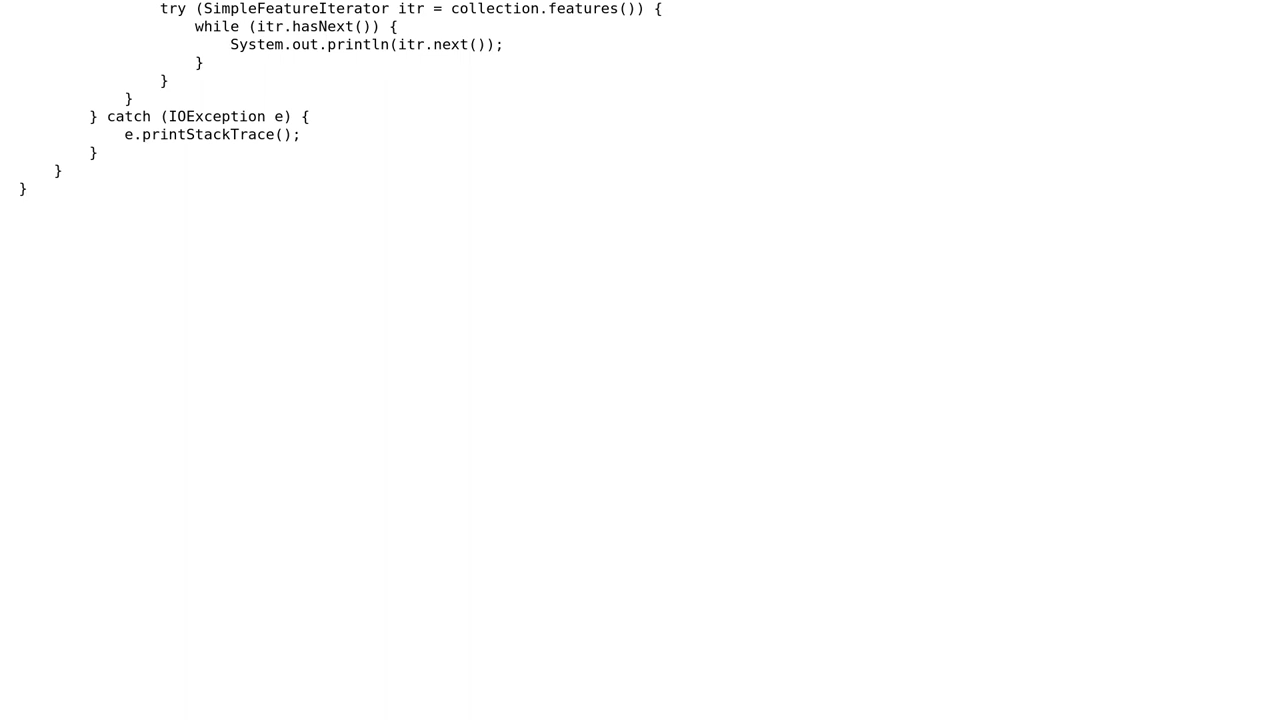 try (SimpleFeatureIterator itr = collection.features()) {
                    while (itr.hasNext()) {
                        System.out.println(itr.next());
                    }
                }
            }
        } catch (IOException e) {
            e.printStackTrace();
        }
    }
}